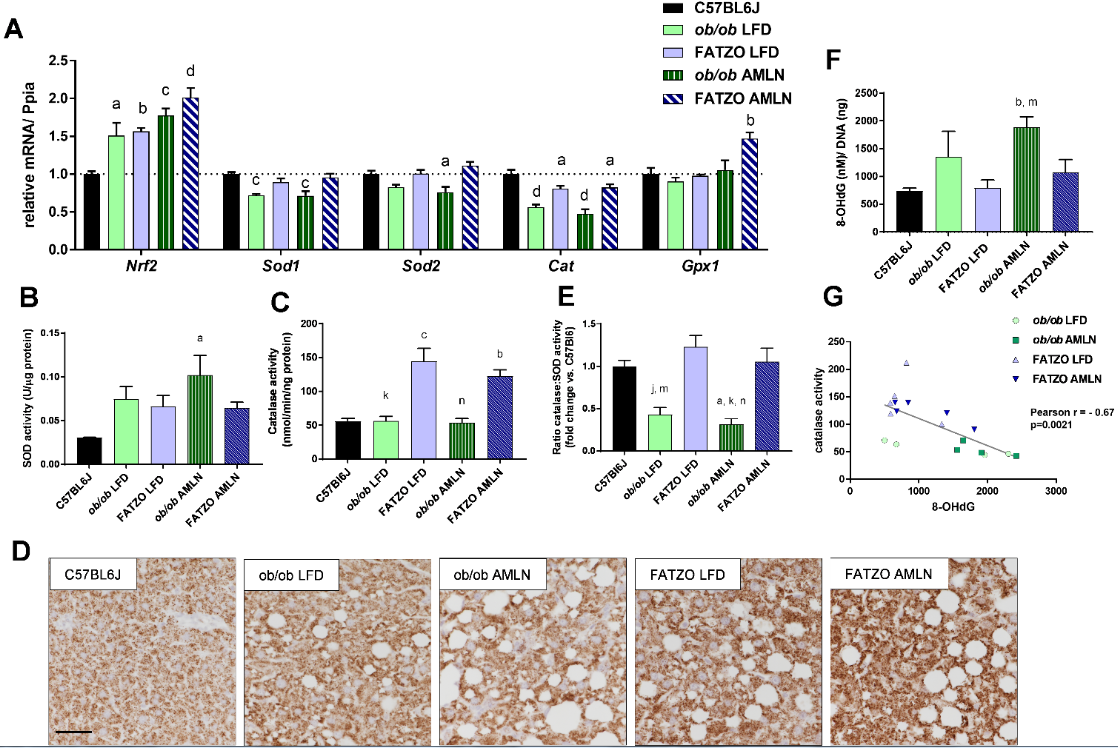 A
C57BL6J
ob/ob LFD
FATZO LFD
ob/ob AMLN
FATZO AMLN
relative mRNA/ Ppia
2.5
2.0
1.5
1.0
0.5
0.0
a
b
c
d
c
c
a
d
a
d
a
b
Nrf2
Sod1
Sod2
Cat
Gpx1
B
SOD activity (U/µg protein)
0.15
0.10
0.05
0.00
a
C57BL6J
ob/ob LFD
FATZO LFD
ob/ob AMLN
FATZO AMLN
C
Catalase activity
(nmol/min/ng protein)
200
150
100
50
0
k
c
n
b
C57Bl6J
ob/ob LFD
FATZO LFD
ob/ob AMLN
FATZO AMLN
E
Ratio catalase:SOD activity
(fold change vs. C57Bl6)
1.5
1.0
0.5
0.0
j, m
a, k, n
C57Bl6J
ob/ob LFD
FATZO LFD
ob/ob AMLN
FATZO AMLN
F
8-OHdG (nM)/ DNA (ng)
2500
2000
1500
1000
500
0
b, m
C57BL6J
ob/ob LFD
FATZO LFD
ob/ob AMLN
FATZO AMLN
G
ob/ob LFD
ob/ob AMLN
FATZO LFD
FATZO AMLN
catalase activity
250
200
150
100
50
0
0
1000
2000
3000
8-OHdG
Pearson r = - 0.67
p=0.0021
D
C57BL6J
ob/ob LFD
ob/ob AMLN
FATZO LFD
FATZO AMLN